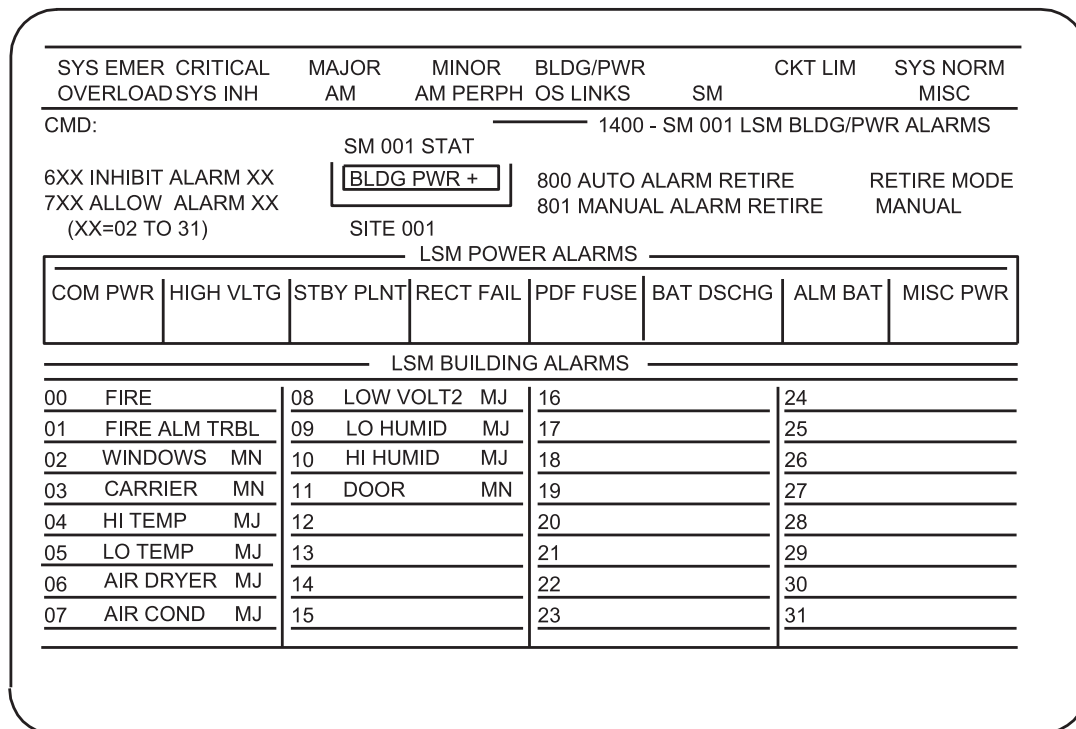 SYS EMER CRITICAL MAJOR MINOR BLDG/PWR CKT LIM SYS NORM
OVERLOAD SYS INH AM AM PERPH OS LINKS SM MISC
CMD: 1400 - SM 001 LSM BLDG/PWR ALARMS
SM 001 STAT
6XX INHIBIT ALARM XX BLDG PWR + 800 AUTO ALARM RETIRE RETIRE MODE
7XX ALLOW ALARM XX 801 MANUAL ALARM RETIRE MANUAL
(XX=02 TO 31) SITE 001
LSM POWER ALARMS
COM PWR HIGH VLTG STBY PLNT RECT FAIL PDF FUSE BAT DSCHG ALM BAT MISC PWR
LSM BUILDING ALARMS
00 FIRE 08 LOW VOLT2 MJ 16 24
01 FIRE ALM TRBL 09 LO HUMID MJ 17 25
02 WINDOWS MN 10 HI HUMID MJ 18 26
03 CARRIER MN 11 DOOR MN 19 27
04 HI TEMP MJ 12 20 28
05 LO TEMP MJ 13 21 29
06 AIR DRYER MJ 14 22 30
07 AIR COND MJ 15 23 31